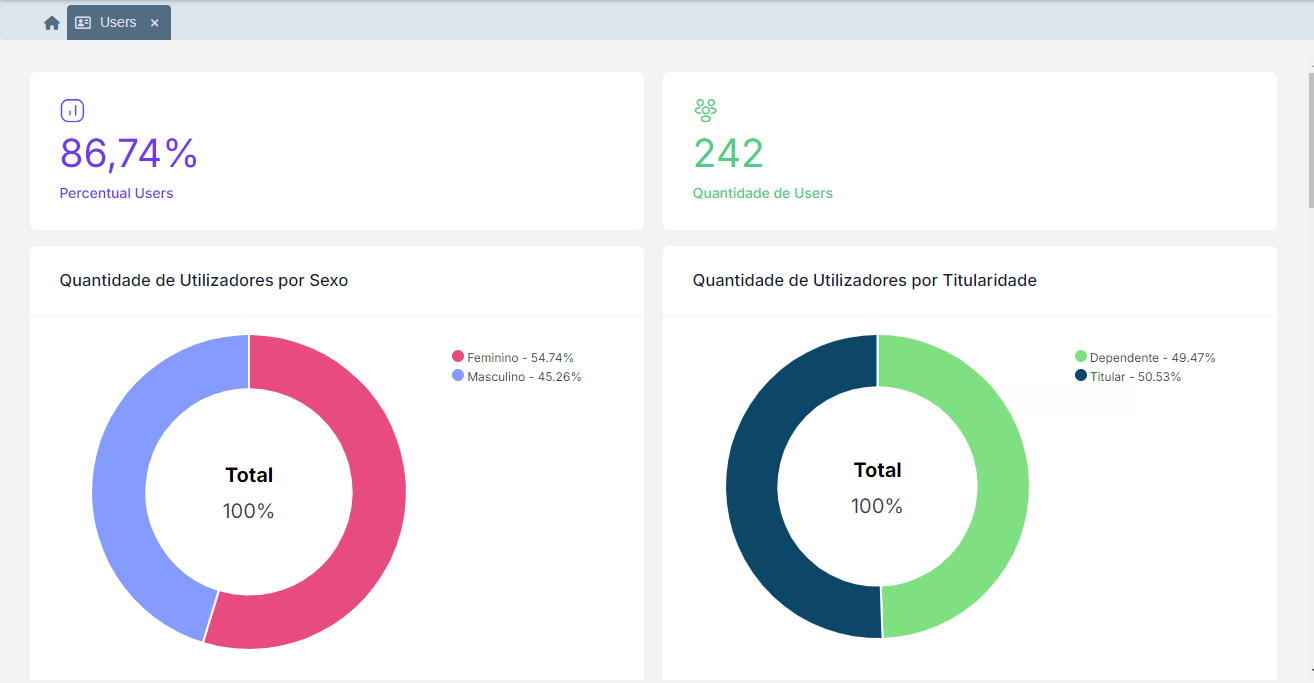 Users ×
86,74%
Percentual Users
242
Quantidade de Users
Quantidade de Utilizadores por Sexo
Feminino - 54.74%
Masculino - 45.26%
Total
100%
Quantidade de Utilizadores por Titularidade
Dependente - 49.47%
Titular - 50.53%
Total
100%